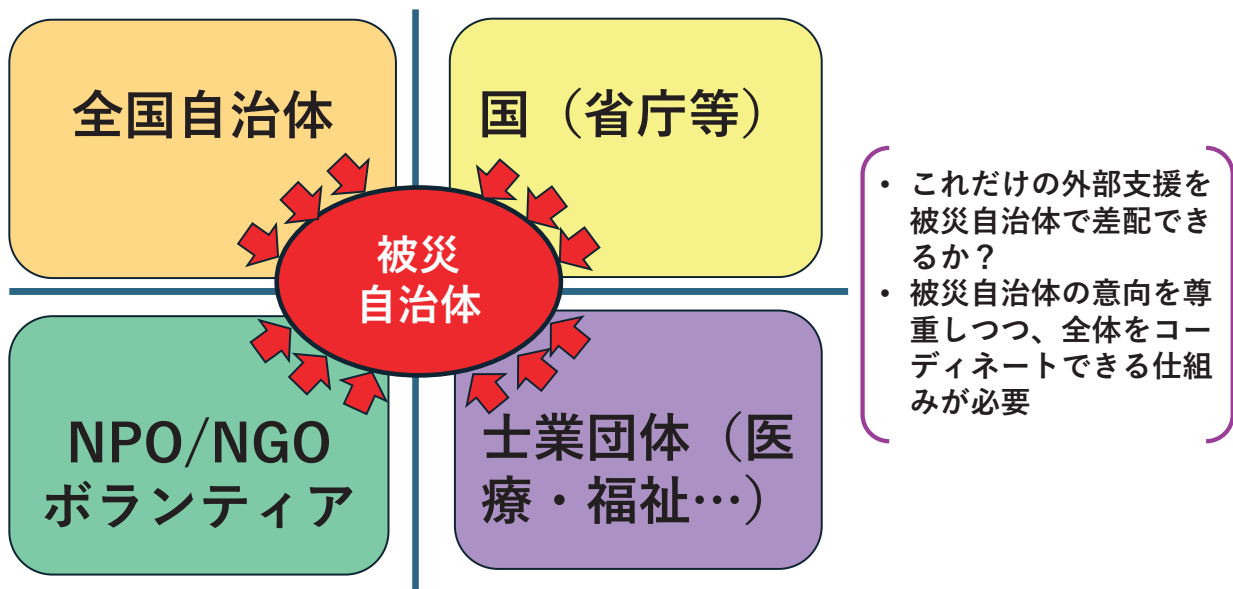 全国自治体
国（省庁等）
被災
自治体
NPO/NGO
ボランティア
士業団体（医
療・福祉…）
• これだけの外部支援を
被災自治体で差配でき
るか？
• 被災自治体の意向を尊
重しつつ、全体をコー
ディネートできる仕組
みが必要